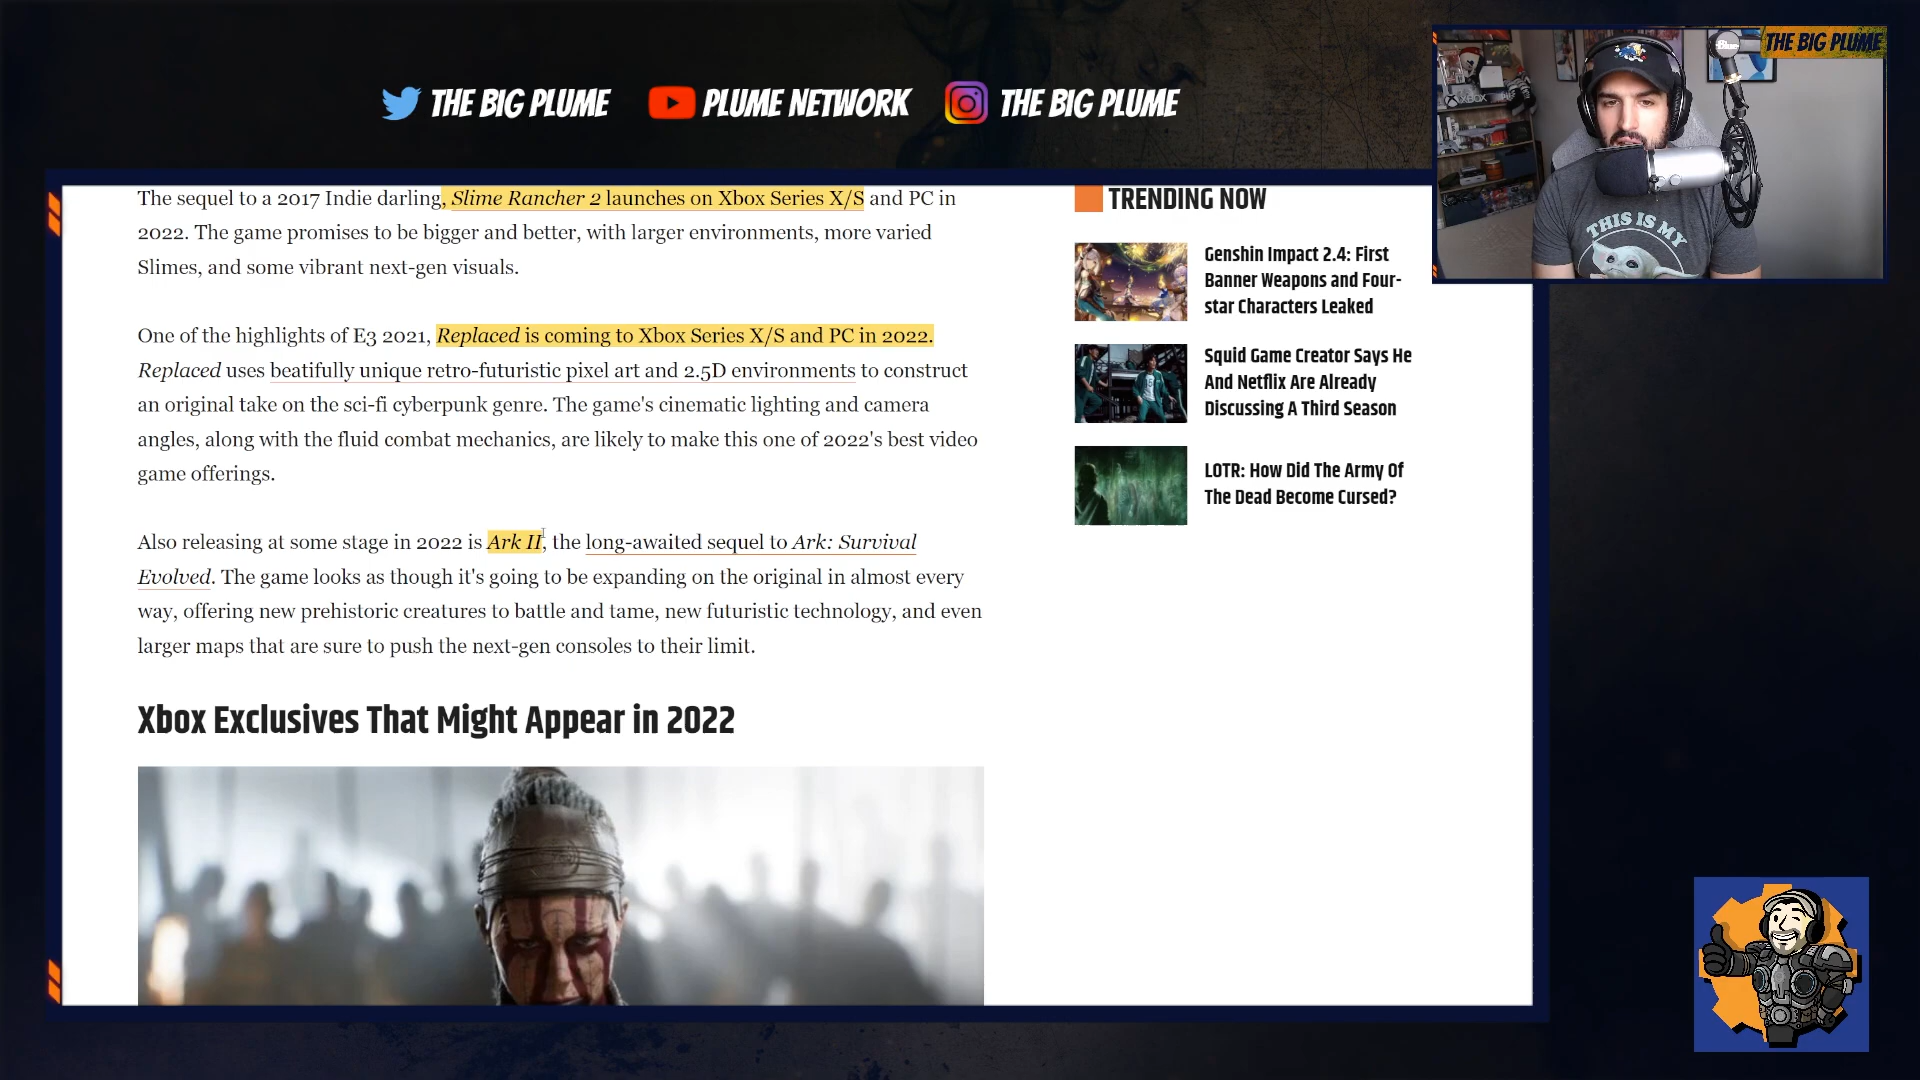 THE BIG PLUME
PLUME NETWORK
THE BIG PLUME
THE BIG PLUME
Blue
XBOX
THIS IS MY
The sequel to a 2017 Indie darling, Slime Rancher 2 launches on Xbox Series X/S and PC in
2022. The game promises to be bigger and better, with larger environments, more varied
Slimes, and some vibrant next-gen visuals.
One of the highlights of E3 2021, Replaced is coming to Xbox Series X/S and PC in 2022.
Replaced uses beatifully unique retro-futuristic pixel art and 2.5D environments to construct
an original take on the sci-fi cyberpunk genre. The game's cinematic lighting and camera
angles, along with the fluid combat mechanics, are likely to make this one of 2022's best video
game offerings.
Also releasing at some stage in 2022 is Ark II, the long-awaited sequel to Ark: Survival
Evolved. The game looks as though it's going to be expanding on the original in almost every
way, offering new prehistoric creatures to battle and tame, new futuristic technology, and even
larger maps that are sure to push the next-gen consoles to their limit.
Xbox Exclusives That Might Appear in 2022
TRENDING NOW
Genshin Impact 2.4: First
Banner Weapons and Four-
star Characters Leaked
Squid Game Creator Says He
And Netflix Are Already
Discussing A Third Season
LOTR: How Did The Army Of
The Dead Become Cursed?